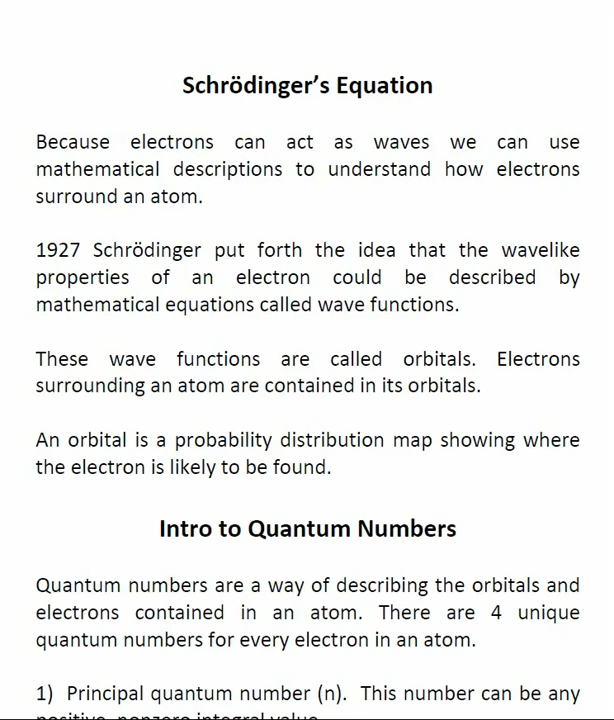 Schrödinger’s Equation
Because electrons can act as waves we can use
mathematical descriptions to understand how electrons
surround an atom.
1927 Schrödinger put forth the idea that the wavelike
properties of an electron could be described by
mathematical equations called wave functions.
These wave functions are called orbitals. Electrons
surrounding an atom are contained in its orbitals.
An orbital is a probability distribution map showing where
the electron is likely to be found.
Intro to Quantum Numbers
Quantum numbers are a way of describing the orbitals and
electrons contained in an atom. There are 4 unique
quantum numbers for every electron in an atom.
1) Principal quantum number (n). This number can be any
positive, nonzero integral value.